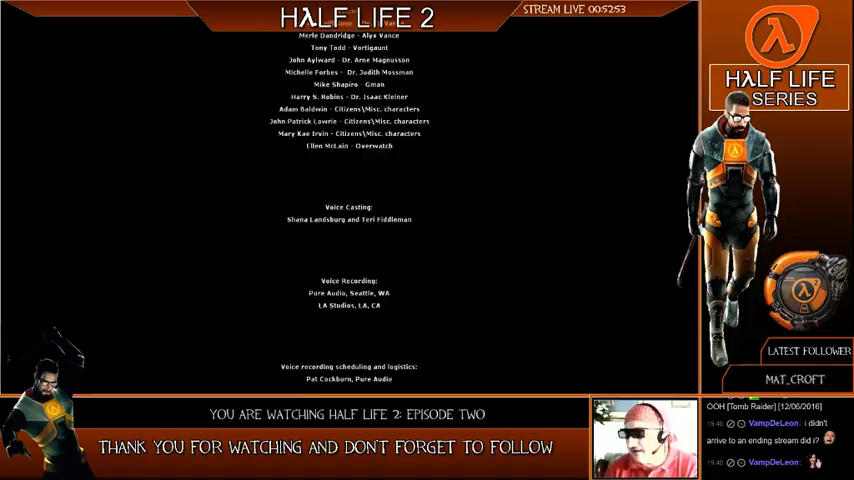 HALF LIFE 2
STREAM LIVE 00:52:53
Merle Dandridge - Alyx Vance
Tony Todd - Vortigaunt
John Aylward - Dr. Arne Magnusson
Michelle Forbes - Dr. Judith Mossman
Mike Shapiro - Gman
Harry S. Robins - Dr. Isaac Kleiner
Adam Baldwin - Citizens\Misc. characters
John Patrick Lowrie - Citizens\Misc. characters
Mary Kae Irvin - Citizens\Misc. characters
Ellen McLain - Overwatch
Voice Casting:
Shana Landsburg and Teri Fiddleman
Voice Recording:
Pure Audio, Seattle, WA
LA Studios, LA, CA
Voice recording scheduling and logistics:
Pat Cockburn, Pure Audio
HλLF LIFE
SERIES
LATEST FOLLOWER
MAT_CROFT
YOU ARE WATCHING HALF LIFE 2: EPISODE TWO
THANK YOU FOR WATCHING AND DON'T FORGET TO FOLLOW
OOH [Tomb Raider] [12/06/2016]
19:40 VampDeLeon: i didn't
arrive to an ending stream did i?
19:40 VampDeLeon: